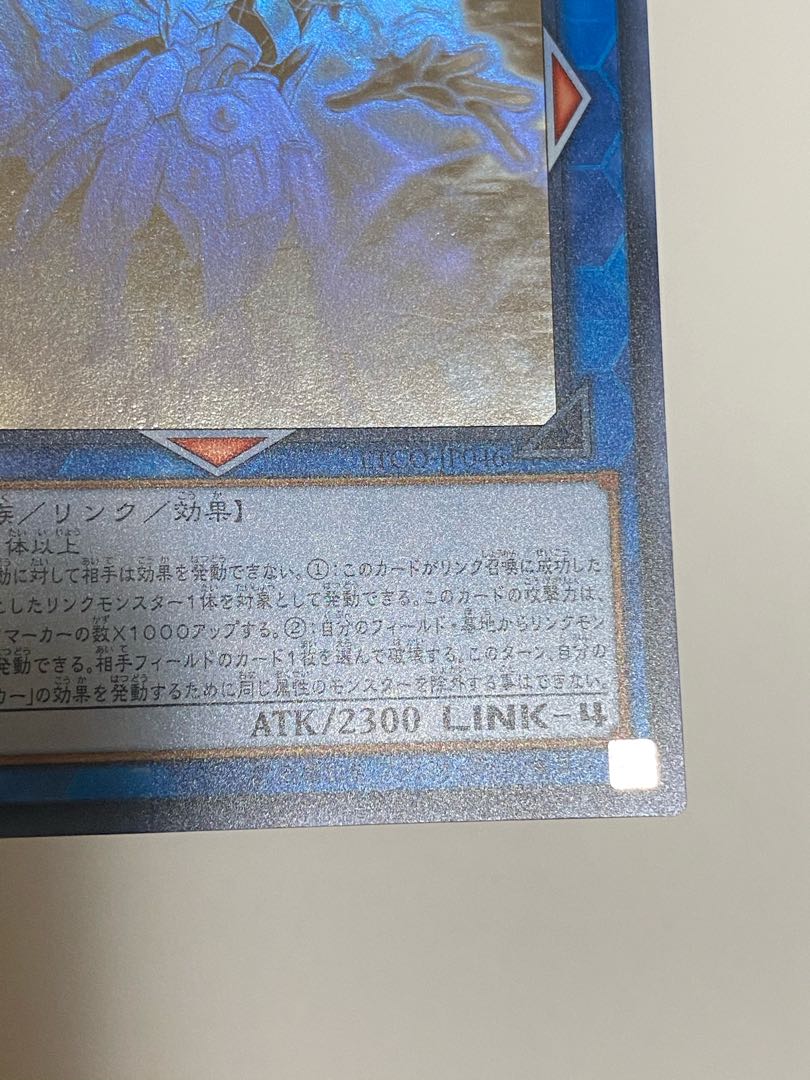 ETCO-JP046
族/リンク/効果】
体以上
動に対して相手は効果を発動できない。①:このカードがリンク召喚に成功した
としたリンクモンスター1体を対象として発動できる。このカードの攻撃力は、
マーカーの数X1000アップする。②:自分のフィールド・墓地からリンクモン
発動できる。相手フィールドのカード1枚を選んで破壊する。このターン、自分の
カー」の効果を発動するために同じ属性のモンスターを除外する事はできない。
ATK/2300 LINK-4